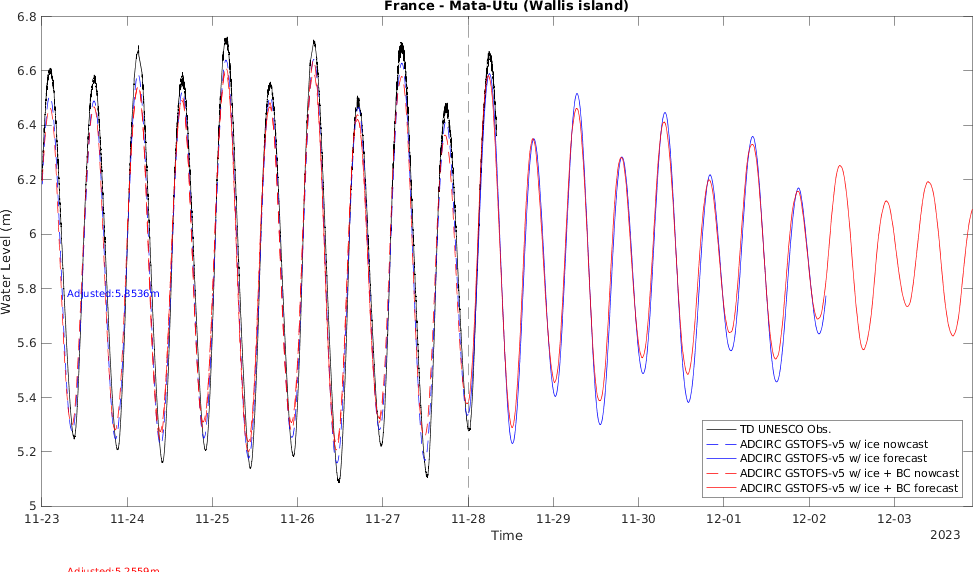 France - Mata-Utu (Wallis island)
6.8
6.6
6.4
6.2
6
5.8
5.6
5.4
5.2
5
Water Level (m)
Adjusted:5.8536m
TD UNESCO Obs.
ADCIRC GSTOFS-v5 w/ ice nowcast
ADCIRC GSTOFS-v5 w/ ice forecast
ADCIRC GSTOFS-v5 w/ ice + BC nowcast
ADCIRC GSTOFS-v5 w/ ice + BC forecast
11-23 11-24 11-25 11-26 11-27 11-28 11-29 11-30 12-01 12-02 12-03
Time
2023
Adjusted:5.2559m